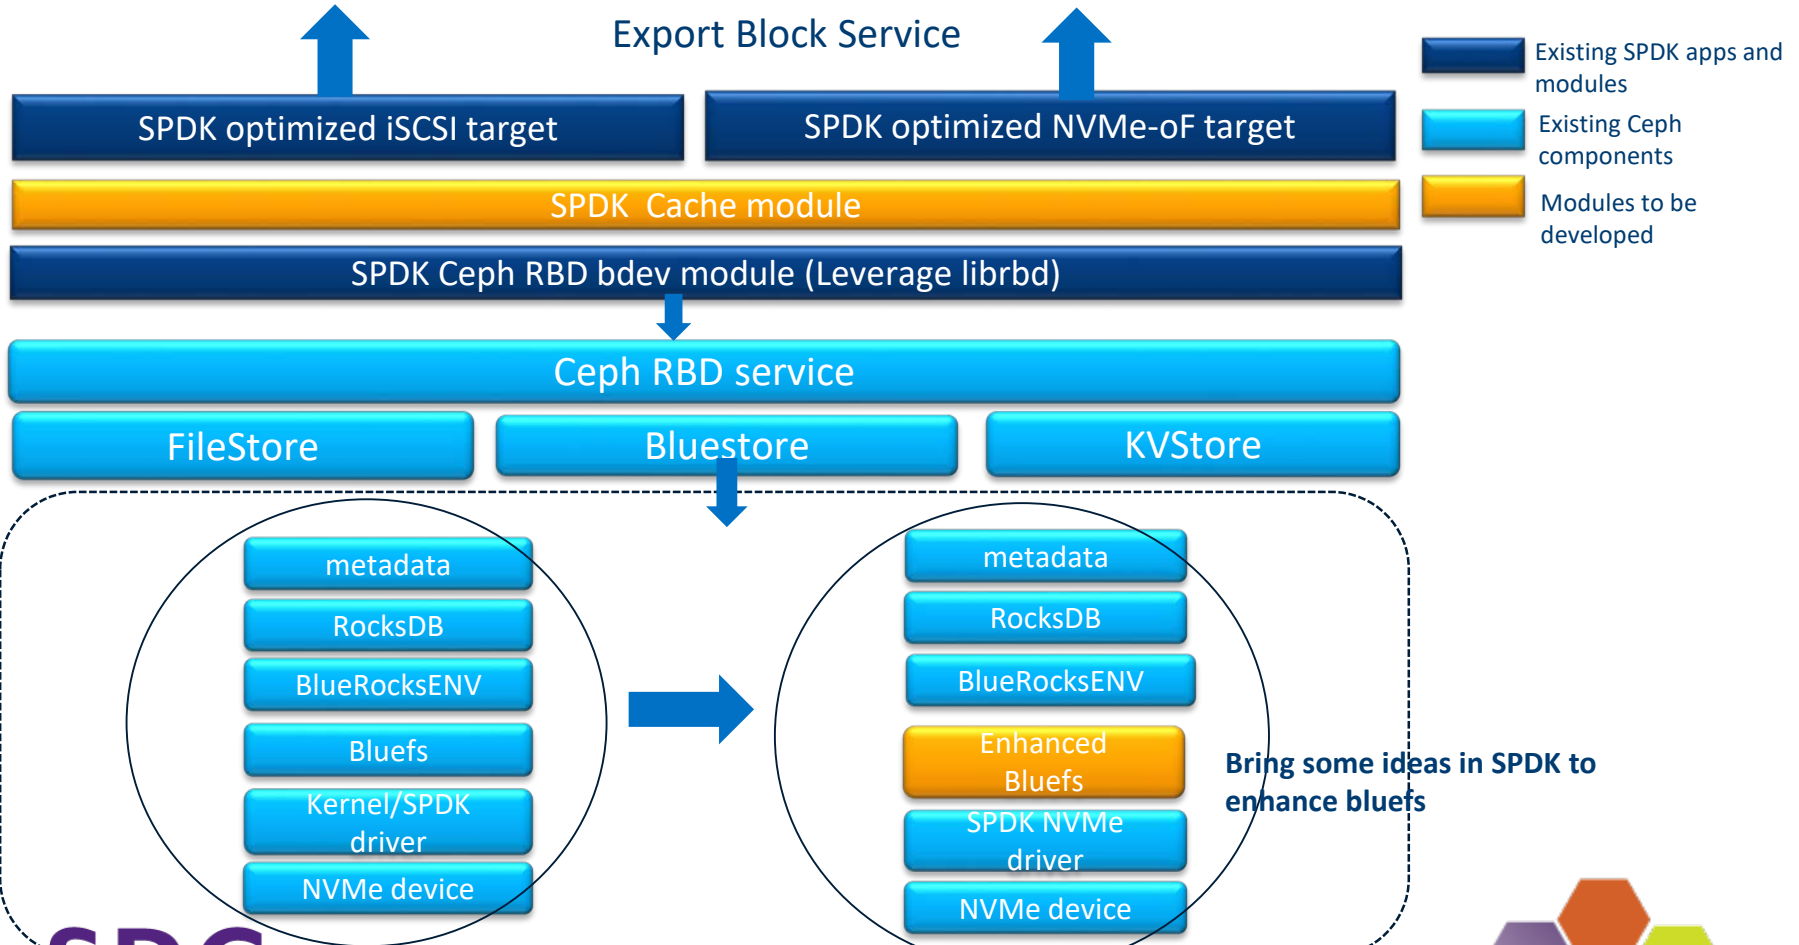 Export Block Service
SPDK optimized iSCSI target
SPDK optimized NVMe-oF target
SPDK Cache module
SPDK Ceph RBD bdev module (Leverage librbd)
Ceph RBD service
FileStore
Bluestore
KVStore
metadata
RocksDB
BlueRocksENV
Bluefs
Kernel/SPDK
driver
NVMe device
metadata
RocksDB
BlueRocksENV
Enhanced
Bluefs
SPDK NVMe
driver
NVMe device
Bring some ideas in SPDK to
enhance bluefs
Existing SPDK apps and
modules
Existing Ceph
components
Modules to be
developed
SDC